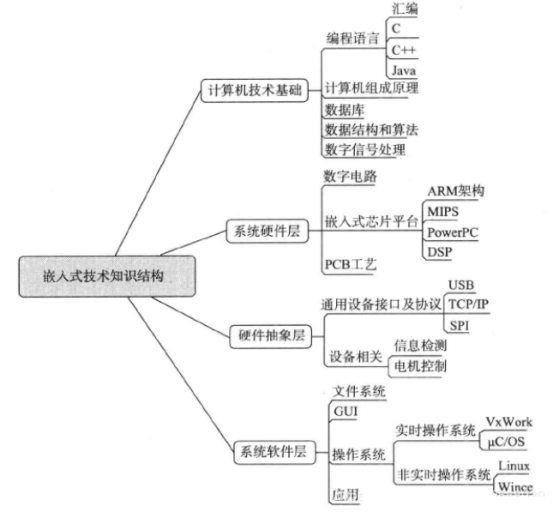 嵌入式技术知识结构
计算机技术基础
编程语言
汇编
C
C++
Java
计算机组成原理
数据库
数据结构和算法
数字信号处理
系统硬件层
数字电路
嵌入式芯片平台
ARM架构
MIPS
PowerPC
DSP
PCB工艺
硬件抽象层
通用设备接口及协议
USB
TCP/IP
SPI
设备相关
信息检测
电机控制
系统软件层
文件系统
GUI
操作系统
实时操作系统
VxWork
μC/OS
非实时操作系统
Linux
Wince
应用